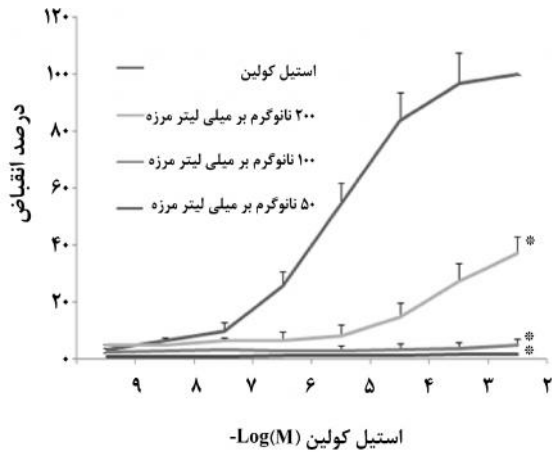 ۱۲۰
۱۰۰
۸۰
۶۰
۴۰
۲۰
۰
درصد انقباض
استیل کولین
۲۰۰ نانوگرم بر میلی لیتر مرزه
۱۰۰ نانوگرم بر میلی لیتر مرزه
۵۰ نانوگرم بر میلی لیتر مرزه
*
*
*
۹ ۸ ۷ ۶ ۵ ۴ ۳ ۲
استیل کولین -Log(M)